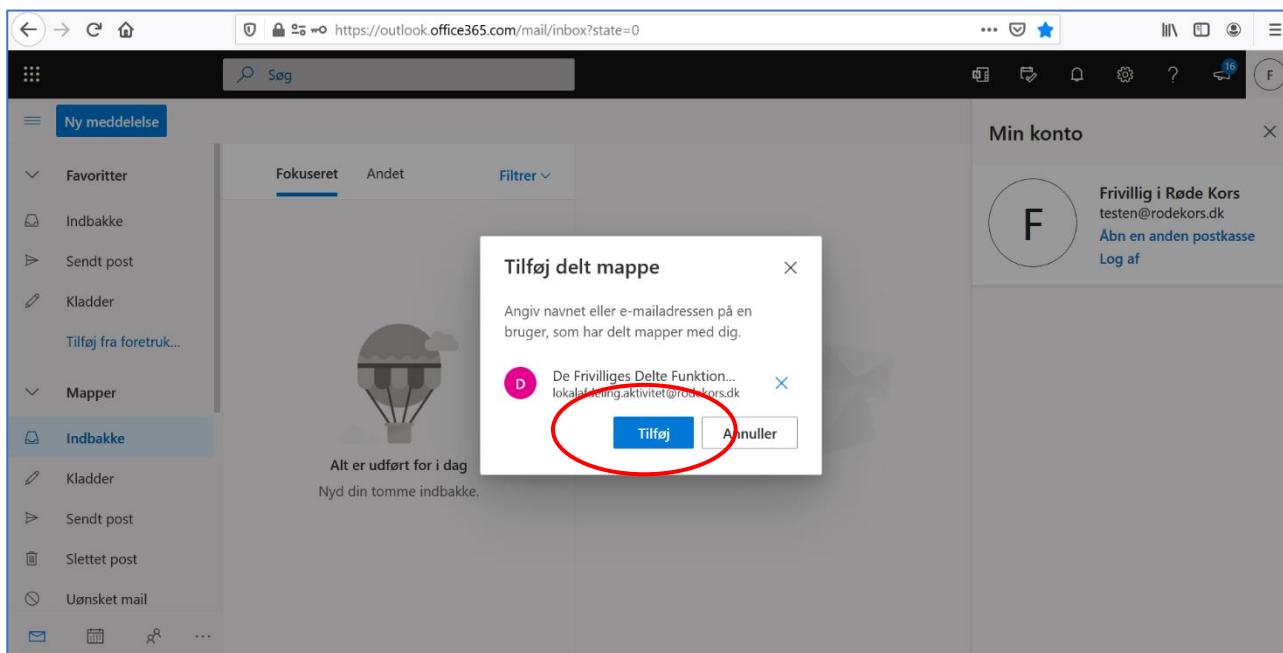 https://outlook.office365.com/mail/inbox?state=0
Søg
16
F
Ny meddelelse
Min konto
Favoritter
Fokuseret Andet Filtrer
Indbakke
Sendt post
Kladder
Tilføj fra foretruk...
Mapper
Indbakke
Kladder
Sendt post
Slettet post
Uønsket mail
Alt er udført for i dag
Nyd din tomme indbakke.
Tilføj delt mappe
Angiv navnet eller e-mailadressen på en
bruger, som har delt mapper med dig.
D
De Frivilliges Delte Funktion...
lokalafdeling.aktivitet@rodekors.dk
Tilføj Annuller
F
Frivillig i Røde Kors
testen@rodekors.dk
Åbn en anden postkasse
Log af